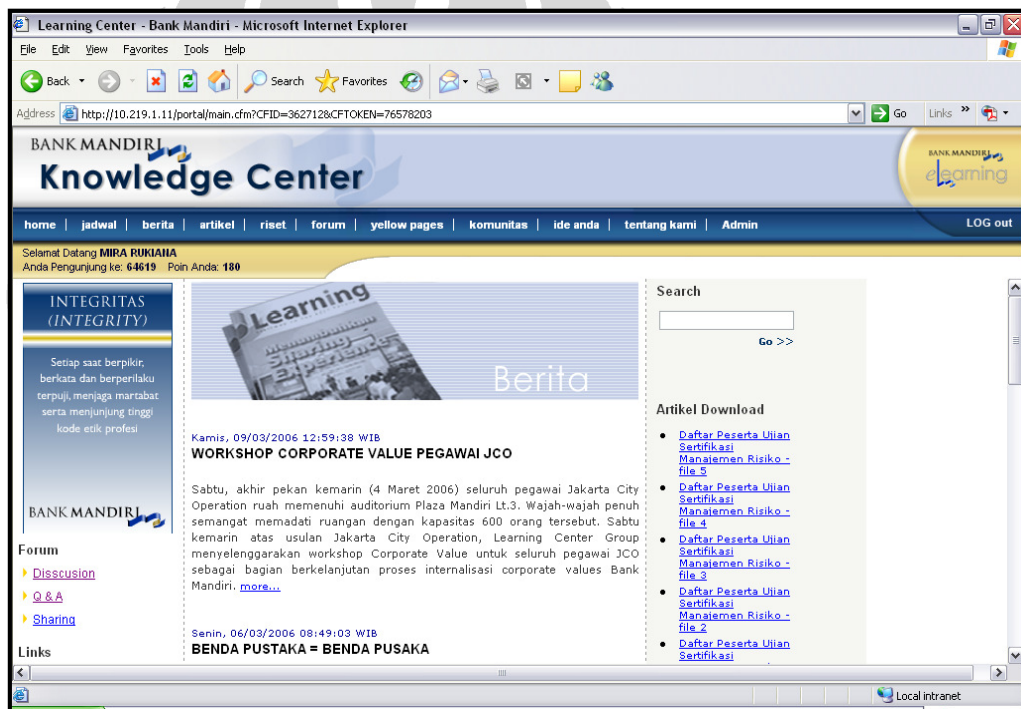 Learning Center - Bank Mandiri - Microsoft Internet Explorer
File Edit View Favorites Tools Help
Back Search Favorites
Address http://10.219.1.11/portal/main.cfm?CFID=362712&CFTOKEN=76578203 Go Links
BANK MANDIRI
Knowledge Center
BANK MANDIRI
elearning
home | jadwal | berita | artikel | riset | forum | yellow pages | komunitas | ide anda | tentang kami | Admin LOG out
Selamat Datang MIRA RUKIANA
Anda Pengunjung ke: 64619 Poin Anda: 180
INTEGRITAS
(INTEGRITY)
Setiap saat berpikir,
berkata dan berperilaku
terpuji, menjaga martabat
serta menjunjung tinggi
kode etik profesi
BANK MANDIRI
Forum
Disscusion
Q & A
Sharing
Links
Learning
Menumbuhkan
Sharing
Experience
Berita
Kamis, 09/03/2006 12:59:38 WIB
WORKSHOP CORPORATE VALUE PEGAWAI JCO
Sabtu, akhir pekan kemarin (4 Maret 2006) seluruh pegawai Jakarta City
Operation ruah memenuhi auditorium Plaza Mandiri Lt.3. Wajah-wajah penuh
semangat memadati ruangan dengan kapasitas 600 orang tersebut. Sabtu
kemarin atas usulan Jakarta City Operation, Learning Center Group
menyelenggarakan workshop Corporate Value untuk seluruh pegawai JCO
sebagai bagian berkelanjutan proses internalisasi corporate values Bank
Mandiri. more...
Senin, 06/03/2006 08:49:03 WIB
BENDA PUSTAKA = BENDA PUSAKA
Search
Go >>
Artikel Download
Daftar Peserta Ujian
Sertifikasi
Manajemen Risiko -
file 5
Daftar Peserta Ujian
Sertifikasi
Manajemen Risiko -
file 4
Daftar Peserta Ujian
Sertifikasi
Manajemen Risiko -
file 3
Daftar Peserta Ujian
Sertifikasi
Manajemen Risiko -
file 2
Daftar Peserta Ujian
Sertifikasi
Local intranet